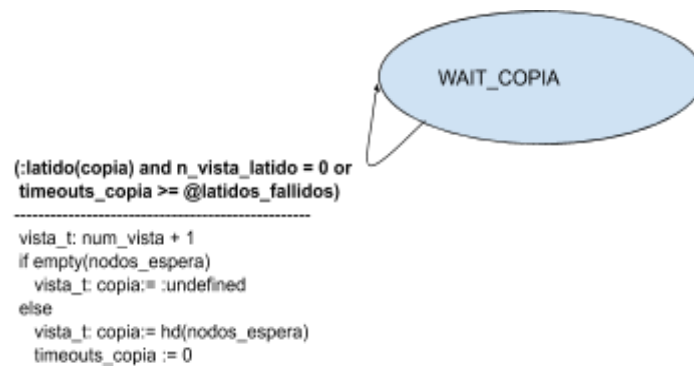 WAIT_COPIA
(:latido(copia) and n_vista_latido = 0 or
timeouts_copia >= @latidos_fallidos)
--------------------------------------------------
vista_t: num_vista + 1
if empty(nodos_espera)
vista_t: copia:= :undefined
else
vista_t: copia:= hd(nodos_espera)
timeouts_copia := 0